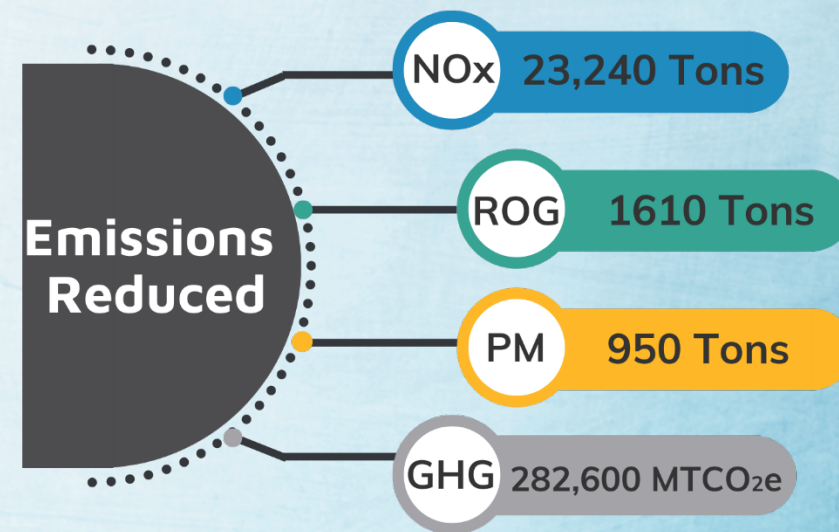 Emissions
Reduced
NOx 23,240 Tons
ROG 1610 Tons
PM 950 Tons
GHG 282,600 MTCO₂e